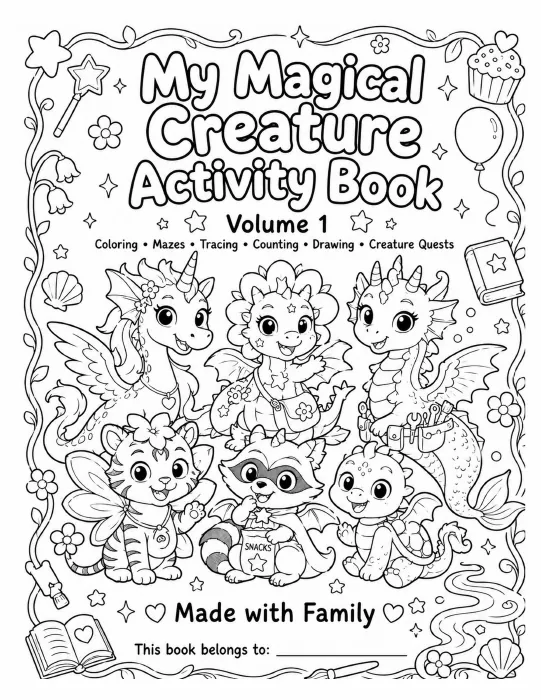 My Magical
Creature
Activity Book
Volume 1
Coloring • Mazes • Tracing • Counting • Drawing • Creature Quests
SNACKS
Made with Family
This book belongs to: _______________